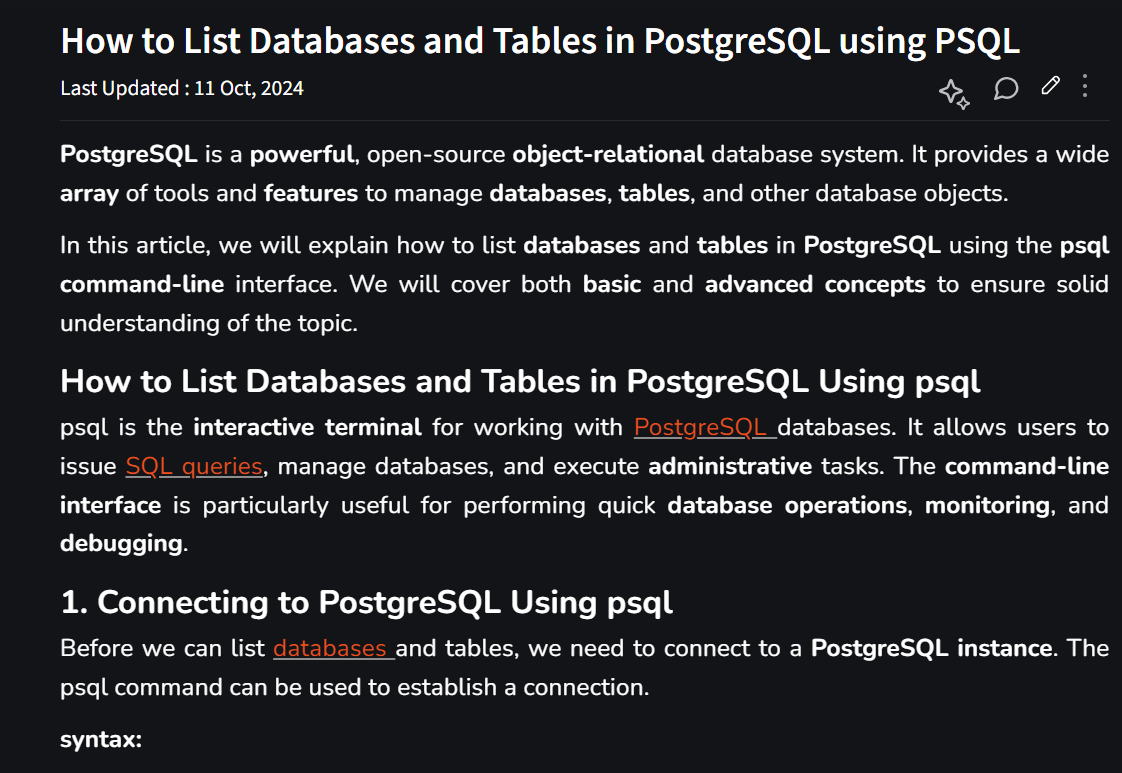 How to List Databases and Tables in PostgreSQL using PSQL
Last Updated : 11 Oct, 2024
PostgreSQL is a powerful, open-source object-relational database system. It provides a wide
array of tools and features to manage databases, tables, and other database objects.
In this article, we will explain how to list databases and tables in PostgreSQL using the psql
command-line interface. We will cover both basic and advanced concepts to ensure solid
understanding of the topic.
How to List Databases and Tables in PostgreSQL Using psql
psql is the interactive terminal for working with PostgreSQL databases. It allows users to
issue SQL queries, manage databases, and execute administrative tasks. The command-line
interface is particularly useful for performing quick database operations, monitoring, and
debugging.
1. Connecting to PostgreSQL Using psql
Before we can list databases and tables, we need to connect to a PostgreSQL instance. The
psql command can be used to establish a connection.
syntax: